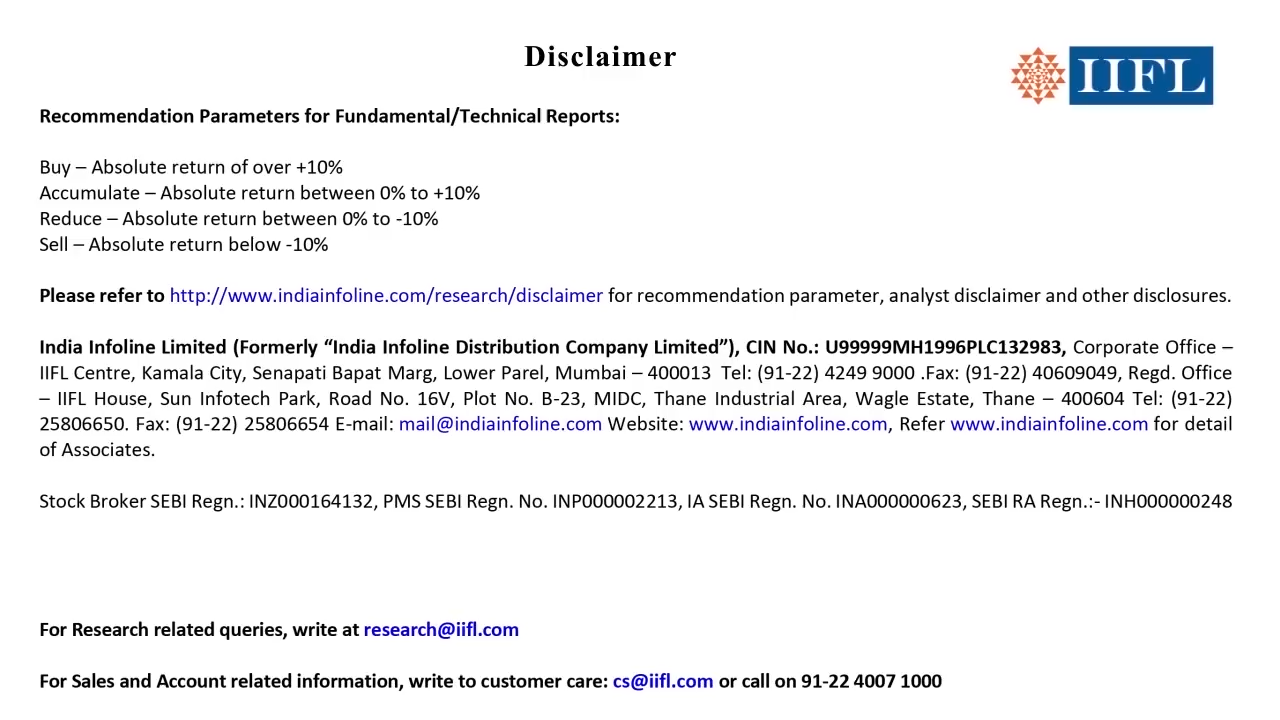 Disclaimer
IIFL
Recommendation Parameters for Fundamental/Technical Reports:
Buy – Absolute return of over +10%
Accumulate – Absolute return between 0% to +10%
Reduce – Absolute return between 0% to -10%
Sell – Absolute return below -10%
Please refer to http://www.indiainfoline.com/research/disclaimer for recommendation parameter, analyst disclaimer and other disclosures.
India Infoline Limited (Formerly “India Infoline Distribution Company Limited”), CIN No.: U99999MH1996PLC132983, Corporate Office –
IIFL Centre, Kamala City, Senapati Bapat Marg, Lower Parel, Mumbai – 400013 Tel: (91-22) 4249 9000 .Fax: (91-22) 40609049, Regd. Office
– IIFL House, Sun Infotech Park, Road No. 16V, Plot No. B-23, MIDC, Thane Industrial Area, Wagle Estate, Thane – 400604 Tel: (91-22)
25806650. Fax: (91-22) 25806654 E-mail: mail@indiainfoline.com Website: www.indiainfoline.com, Refer www.indiainfoline.com for detail
of Associates.
Stock Broker SEBI Regn.: INZ000164132, PMS SEBI Regn. No. INP000002213, IA SEBI Regn. No. INA000000623, SEBI RA Regn.:- INH000000248
For Research related queries, write at research@iifl.com
For Sales and Account related information, write to customer care: cs@iifl.com or call on 91-22 4007 1000